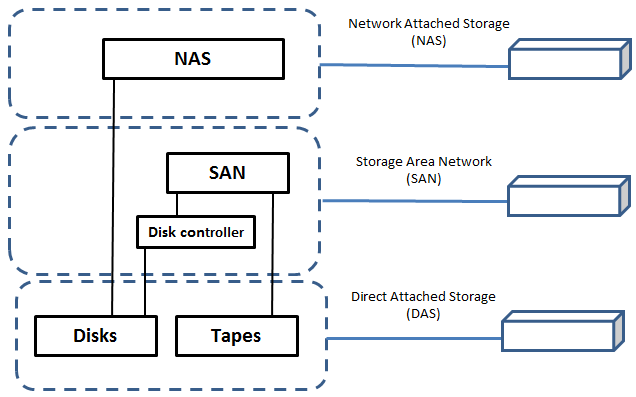 Network Attached Storage
(NAS)
NAS
Storage Area Network
(SAN)
SAN
Disk controller
Direct Attached Storage
(DAS)
Disks
Tapes